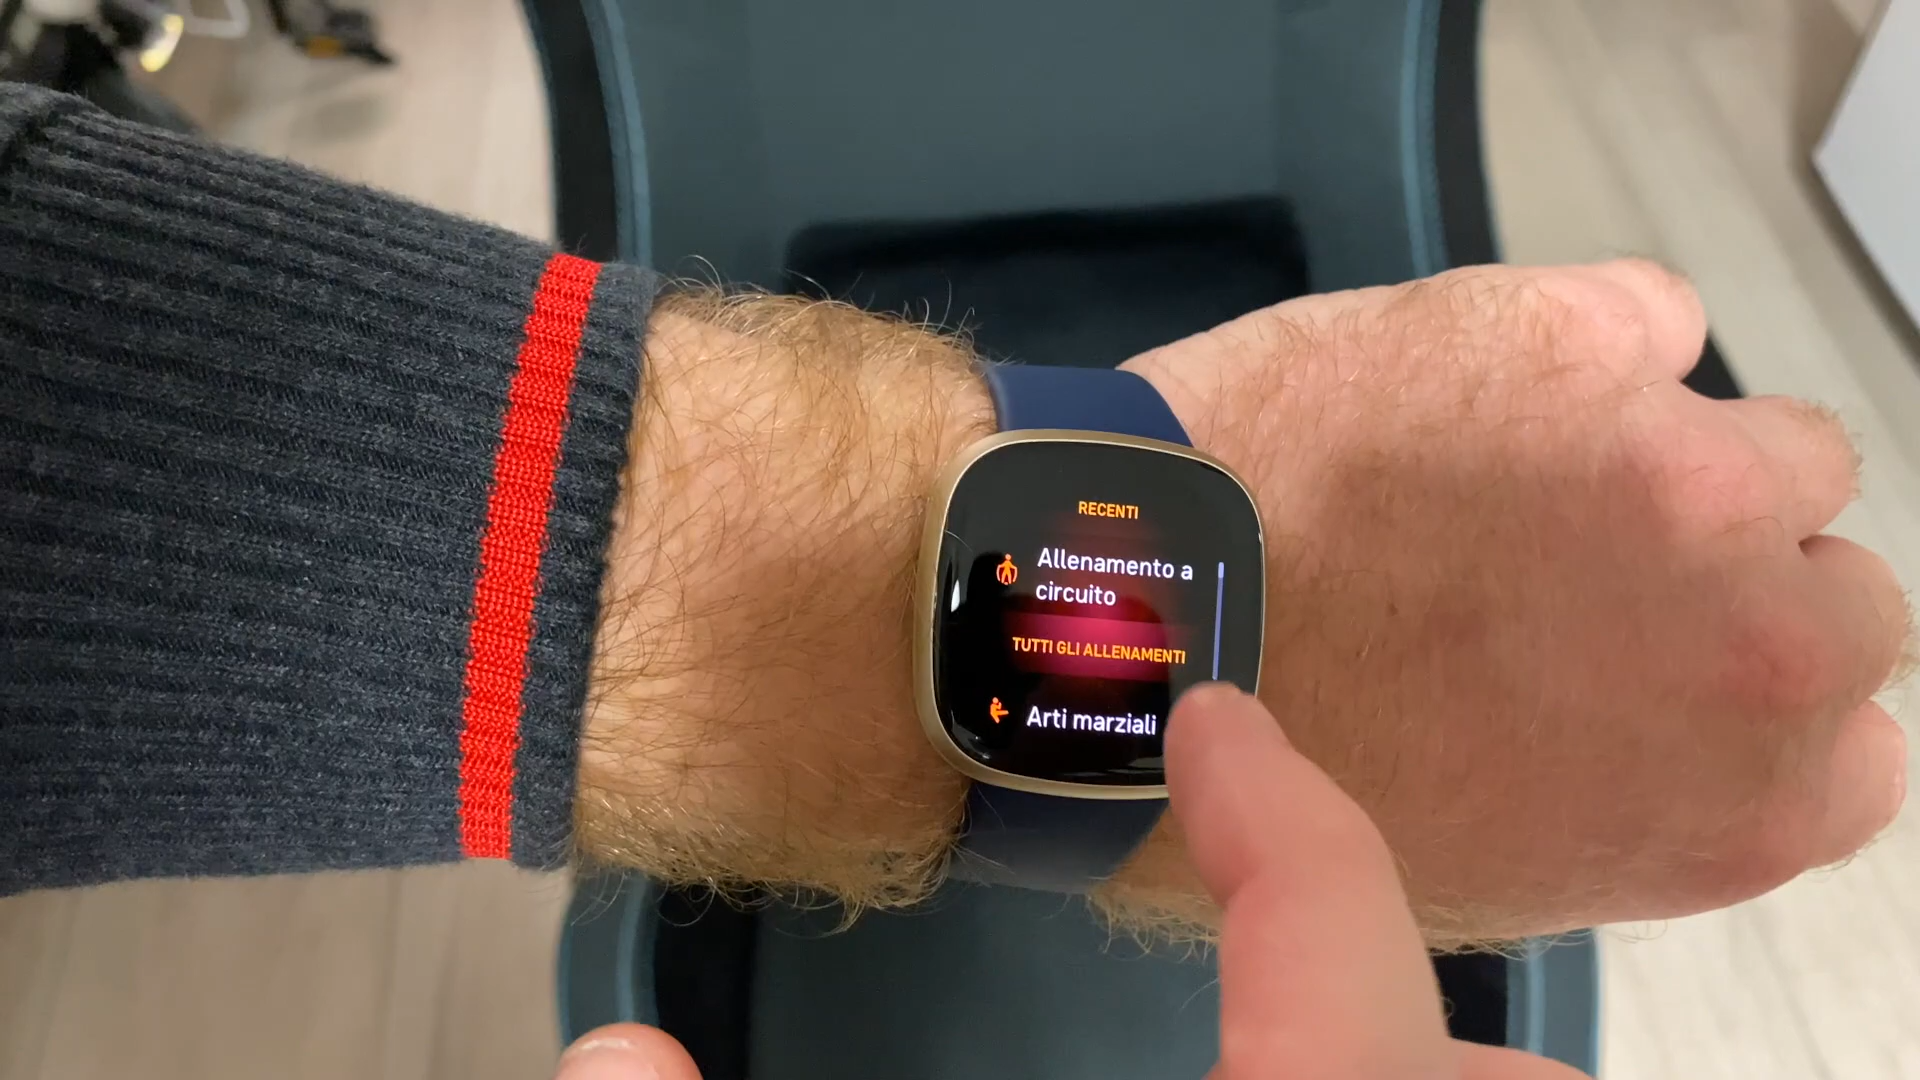 RECENTI
Allenamento a
circuito
TUTTI GLI ALLENAMENTI
Arti marziali